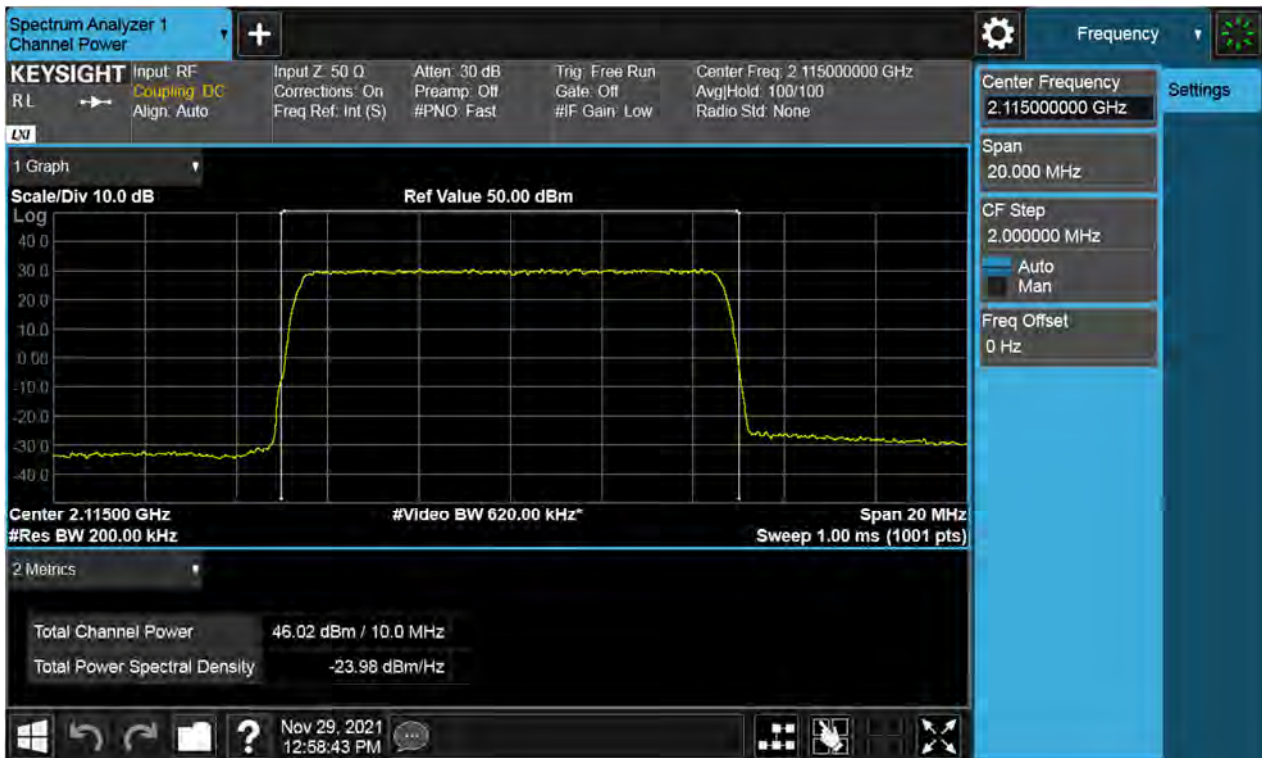 Spectrum Analyzer 1
Channel Power
+
Frequency
KEYSIGHT
RL
LXI
Input: RF
Coupling: DC
Align: Auto
Input Z: 50 Ω
Corrections: On
Freq Ref: Int (S)
Atten: 30 dB
Preamp: Off
#PNO: Fast
Trig: Free Run
Gate: Off
#IF Gain: Low
Center Freq: 2.115000000 GHz
Avg|Hold: 100/100
Radio Std: None
Center Frequency
2.115000000 GHz
Settings
Span
20.000 MHz
CF Step
2.000000 MHz
Auto
Man
Freq Offset
0 Hz
1 Graph
Scale/Div 10.0 dB
Ref Value 50.00 dBm
Log
40.0
30.0
20.0
10.0
0.00
-10.0
-20.0
-30.0
-40.0
Center 2.11500 GHz
#Video BW 620.00 kHz*
Span 20 MHz
#Res BW 200.00 kHz
Sweep 1.00 ms (1001 pts)
2 Metrics
Total Channel Power 46.02 dBm / 10.0 MHz
Total Power Spectral Density -23.98 dBm/Hz
?
Nov 29, 2021
12:58:43 PM